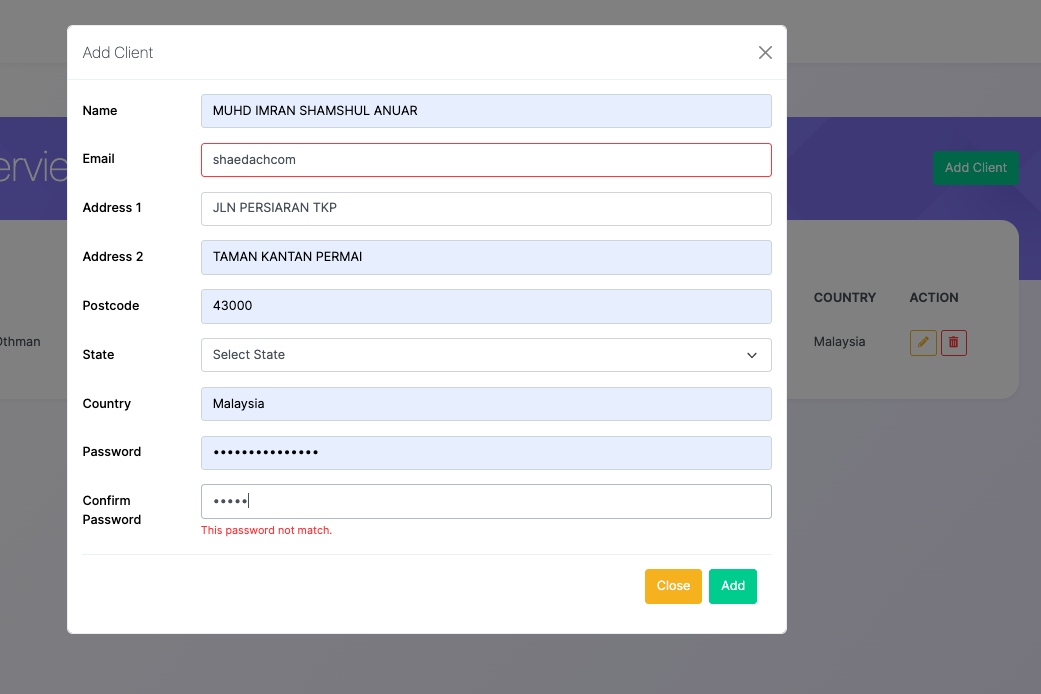 Add Client
Name
MUHD IMRAN SHAMSHUL ANUAR
Email
shaedachcom
Address 1
JLN PERSIARAN TKP
Address 2
TAMAN KANTAN PERMAI
Postcode
43000
State
Select State
Country
Malaysia
Password
•••••••••••••••
Confirm
Password
•••••
This password not match.
Close
Add
Add Client
COUNTRY
ACTION
Malaysia